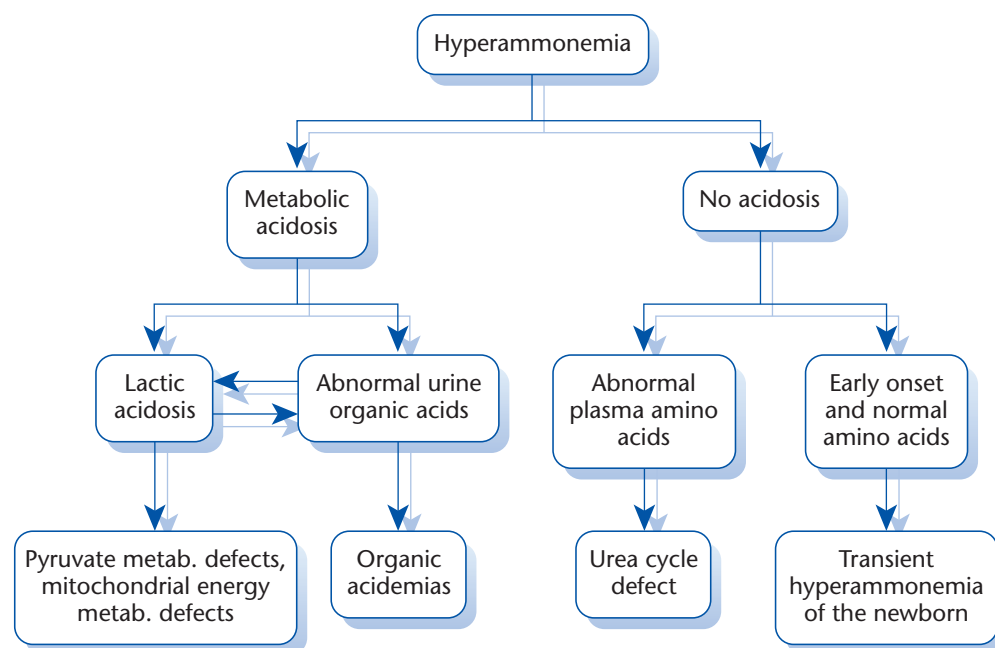 Hyperammonemia
Metabolic
acidosis
No acidosis
Lactic
acidosis
Abnormal urine
organic acids
Abnormal
plasma amino
acids
Early onset
and normal
amino acids
Pyruvate metab. defects,
mitochondrial energy
metab. defects
Organic
acidemias
Urea cycle
defect
Transient
hyperammonemia
of the newborn